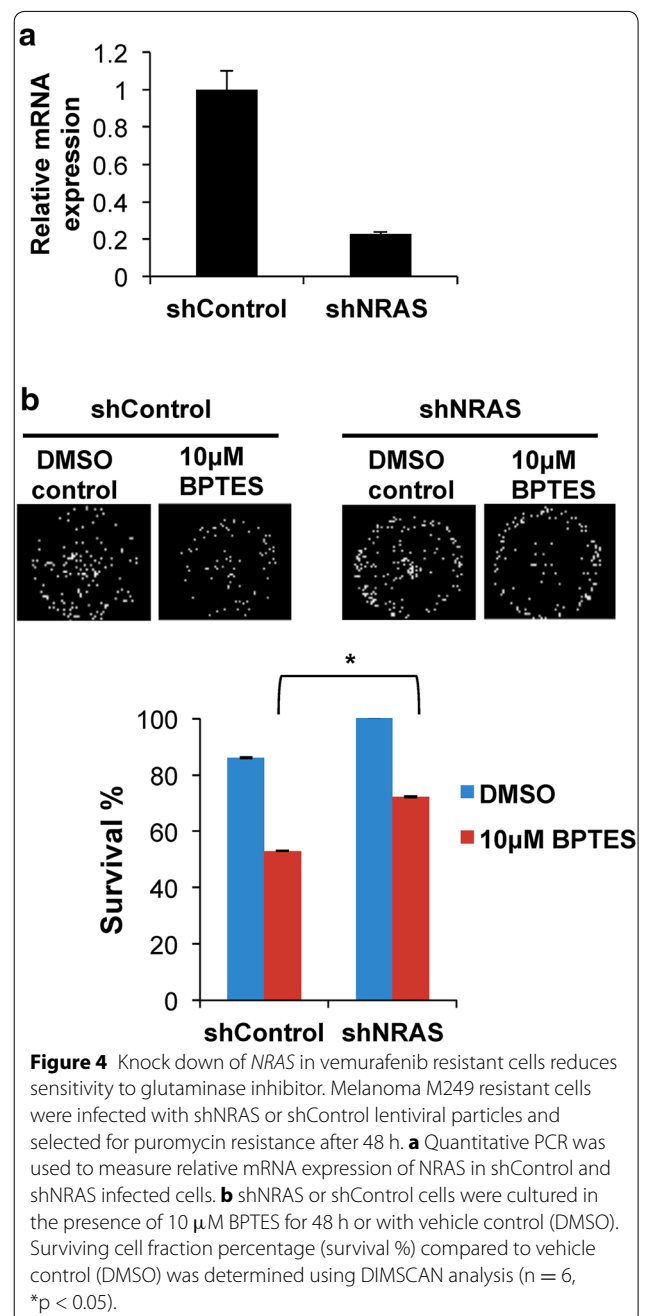 a
Relative mRNA
expression
1.2
1
0.8
0.6
0.4
0.2
0
shControl shNRAS
b
shControl shNRAS
DMSO
control
10µM
BPTES
DMSO
control
10µM
BPTES
*
Survival %
100
80
60
40
20
0
DMSO
10µM BPTES
shControl shNRAS
Figure 4 Knock down of NRAS in vemurafenib resistant cells reduces
sensitivity to glutaminase inhibitor. Melanoma M249 resistant cells
were infected with shNRAS or shControl lentiviral particles and
selected for puromycin resistance after 48 h. a Quantitative PCR was
used to measure relative mRNA expression of NRAS in shControl and
shNRAS infected cells. b shNRAS or shControl cells were cultured in
the presence of 10 μM BPTES for 48 h or with vehicle control (DMSO).
Surviving cell fraction percentage (survival %) compared to vehicle
control (DMSO) was determined using DIMSCAN analysis (n = 6,
*p < 0.05).